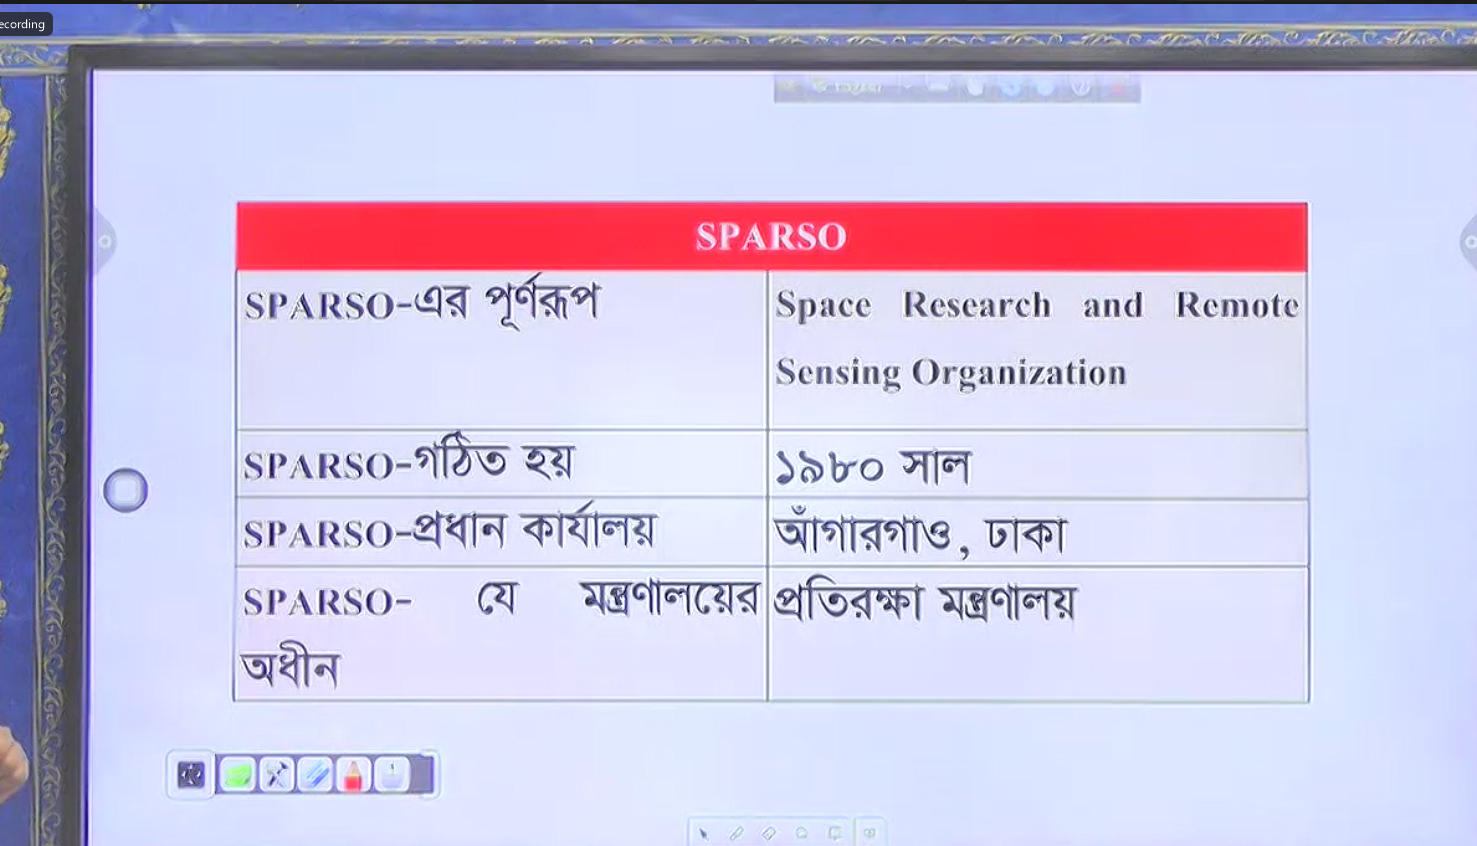 ecording
SPARSO
SPARSO-এর পূর্ণরূপ
Space Research and Remote
Sensing Organization
SPARSO-গঠিত হয়
১৯৮০ সাল
SPARSO-প্রধান কার্যালয়
আঁগারগাও, ঢাকা
SPARSO- যে মন্ত্রণালয়ের
অধীন
প্রতিরক্ষা মন্ত্রণালয়